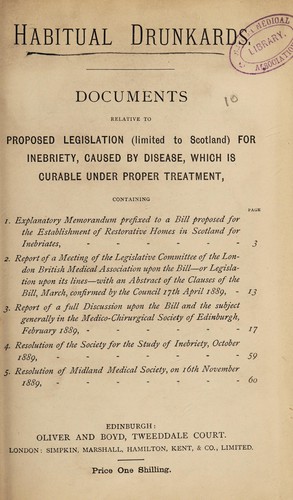 HABITUAL DRUNKARDS.
MEDICAL
LIBRARY.
ASSOCIATION
DOCUMENTS
10
RELATIVE TO
PROPOSED LEGISLATION (limited to Scotland) FOR
INEBRIETY, CAUSED BY DISEASE, WHICH IS
CURABLE UNDER PROPER TREATMENT,
CONTAINING
PAGE
1. Explanatory Memorandum prefixed to a Bill proposed for
the Establishment of Restorative Homes in Scotland for
Inebriates, - - - - - - 3
2. Report of a Meeting of the Legislative Committee of the Lon-
don British Medical Association upon the Bill—or Legisla-
tion upon its lines—with an Abstract of the Clauses of the
Bill, March, confirmed by the Council 17th April 1889, - 13
3. Report of a full Discussion upon the Bill and the subject
generally in the Medico-Chirurgical Society of Edinburgh,
February 1889, - - - - - 17
4. Resolution of the Society for the Study of Inebriety, October
1889, - - - - - - 59
5. Resolution of Midland Medical Society, on 16th November
1889, - - - - - - 60
EDINBURGH:
OLIVER AND BOYD, TWEEDDALE COURT.
LONDON: SIMPKIN, MARSHALL, HAMILTON, KENT, & CO., LIMITED.
Price One Shilling.